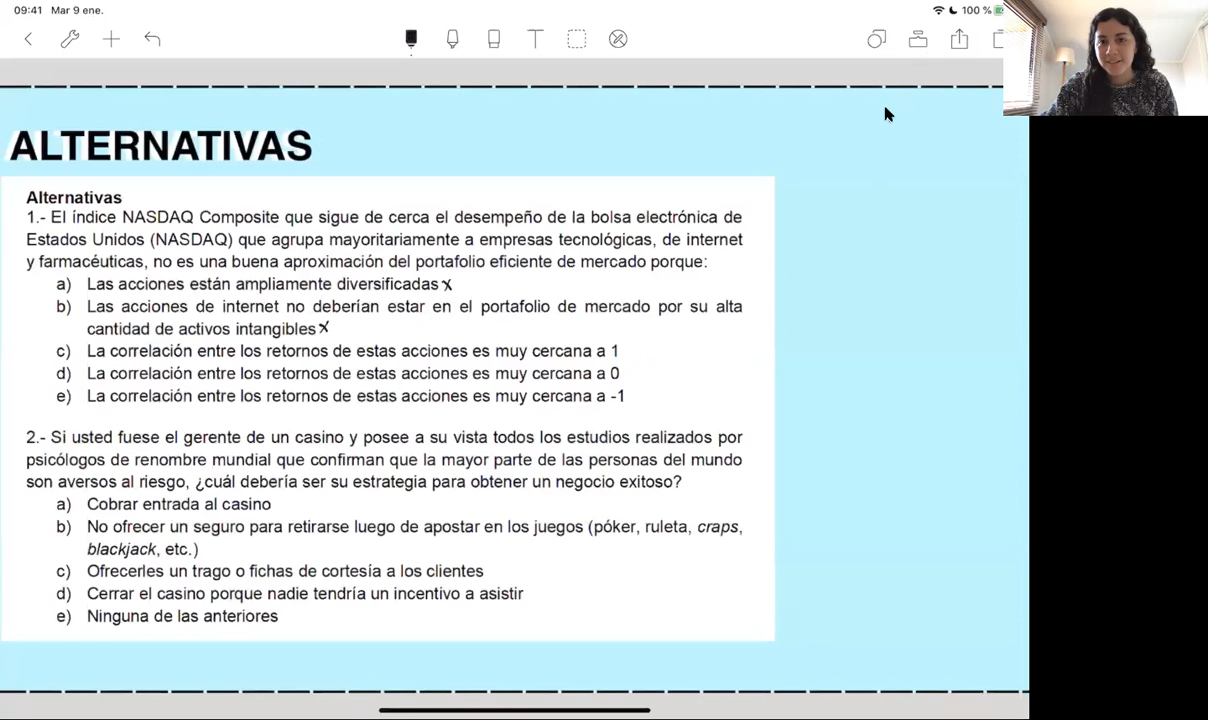 09:41 Mar 9 ene.
100 %
T
ALTERNATIVAS
Alternativas
1.- El índice NASDAQ Composite que sigue de cerca el desempeño de la bolsa electrónica de
Estados Unidos (NASDAQ) que agrupa mayoritariamente a empresas tecnológicas, de internet
y farmacéuticas, no es una buena aproximación del portafolio eficiente de mercado porque:
a) Las acciones están ampliamente diversificadas x
b) Las acciones de internet no deberían estar en el portafolio de mercado por su alta
cantidad de activos intangibles x
c) La correlación entre los retornos de estas acciones es muy cercana a 1
d) La correlación entre los retornos de estas acciones es muy cercana a 0
e) La correlación entre los retornos de estas acciones es muy cercana a -1
2.- Si usted fuese el gerente de un casino y posee a su vista todos los estudios realizados por
psicólogos de renombre mundial que confirman que la mayor parte de las personas del mundo
son aversos al riesgo, ¿cuál debería ser su estrategia para obtener un negocio exitoso?
a) Cobrar entrada al casino
b) No ofrecer un seguro para retirarse luego de apostar en los juegos (póker, ruleta, craps,
blackjack, etc.)
c) Ofrecerles un trago o fichas de cortesía a los clientes
d) Cerrar el casino porque nadie tendría un incentivo a asistir
e) Ninguna de las anteriores